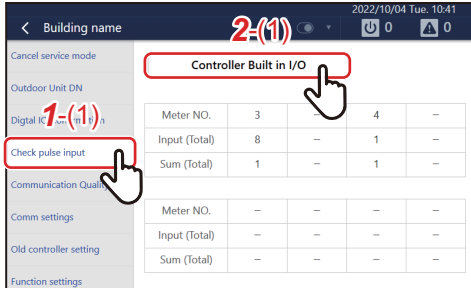 2022/10/04 Tue. 10:41
Building name
2-(1)
0
0
Cancel service mode
Controller Built in I/O
Outdoor Unit DN
1-(1)
Check pulse input
Communication Quality
Comm settings
Old controller setting
Function settings
Meter NO. 3 – 4 –
Input (Total) 8 – 1 –
Sum (Total) 1 – 1 –
Meter NO. – – – –
Input (Total) – – – –
Sum (Total) – – – –